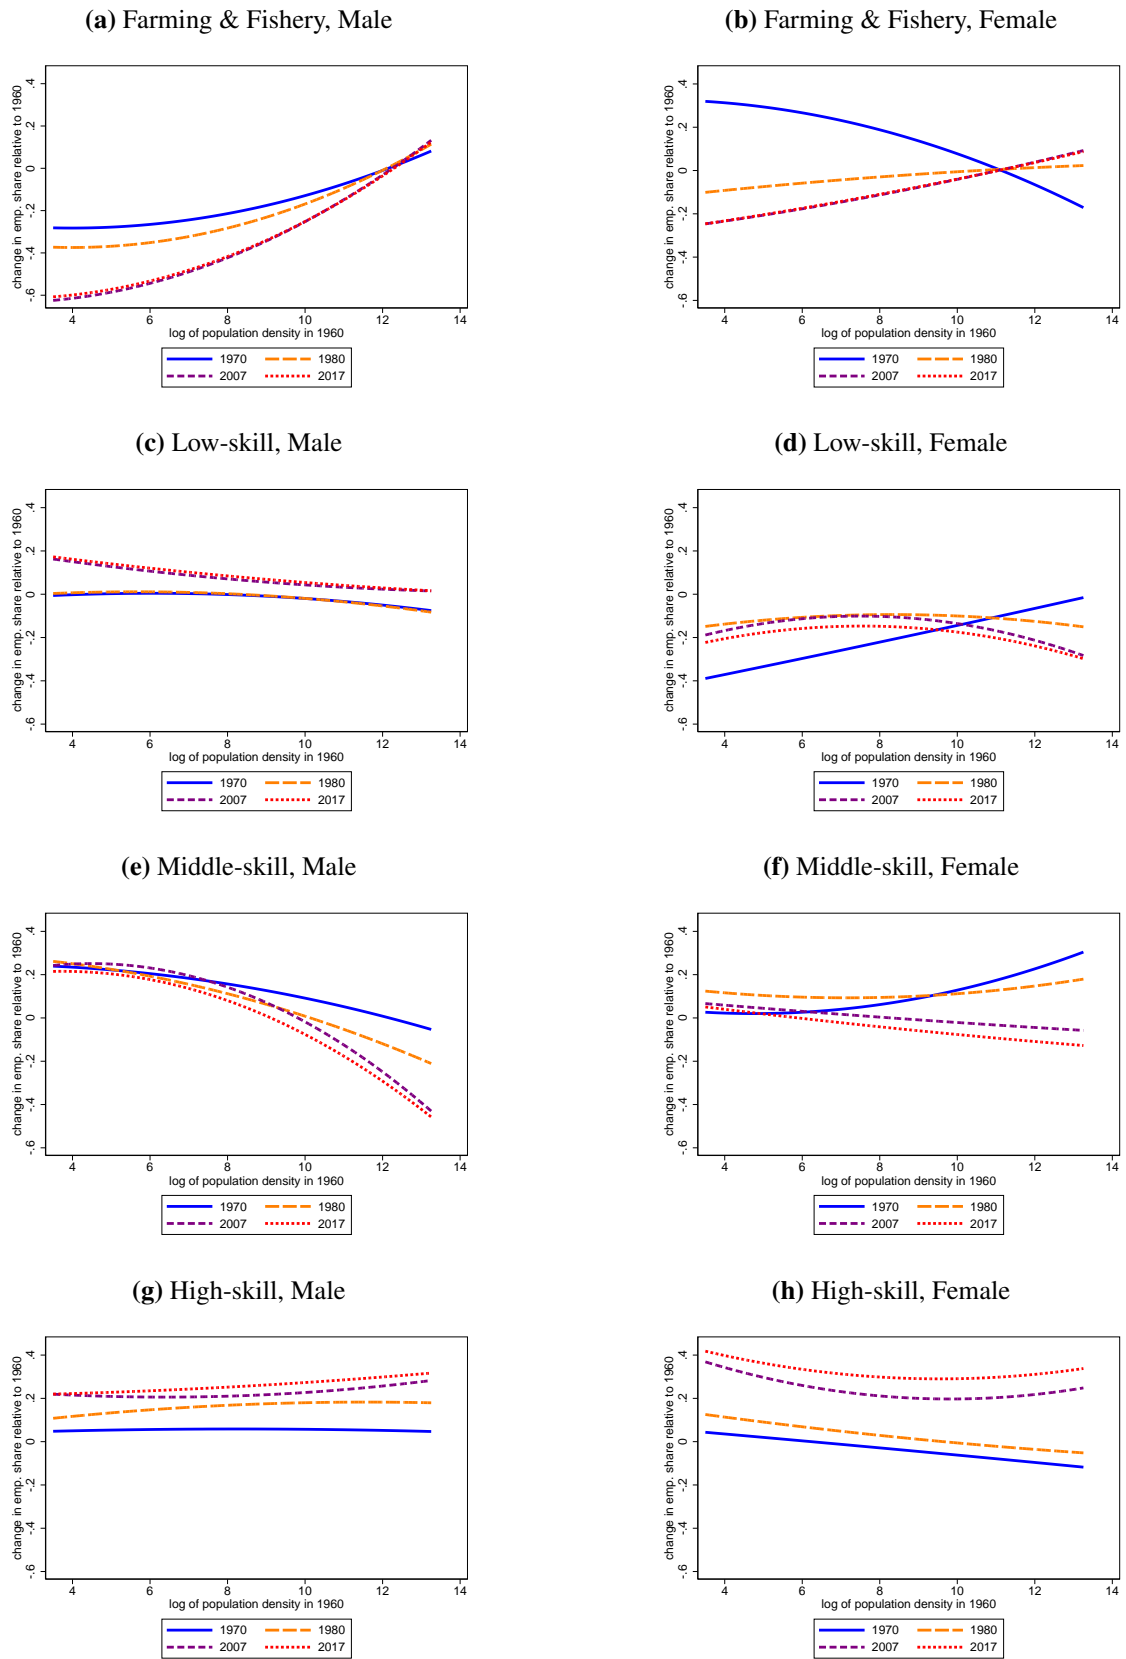 (a) Farming & Fishery, Male
change in emp. share relative to 1960
.4
.2
0
-.2
-.4
-.6
4 6 8 10 12 14
log of population density in 1960
1970 1980
2007 2017
(b) Farming & Fishery, Female
change in emp. share relative to 1960
.4
.2
0
-.2
-.4
-.6
4 6 8 10 12 14
log of population density in 1960
1970 1980
2007 2017
(c) Low-skill, Male
change in emp. share relative to 1960
.4
.2
0
-.2
-.4
-.6
4 6 8 10 12 14
log of population density in 1960
1970 1980
2007 2017
(d) Low-skill, Female
change in emp. share relative to 1960
.4
.2
0
-.2
-.4
-.6
4 6 8 10 12 14
log of population density in 1960
1970 1980
2007 2017
(e) Middle-skill, Male
change in emp. share relative to 1960
.4
.2
0
-.2
-.4
-.6
4 6 8 10 12 14
log of population density in 1960
1970 1980
2007 2017
(f) Middle-skill, Female
change in emp. share relative to 1960
.4
.2
0
-.2
-.4
-.6
4 6 8 10 12 14
log of population density in 1960
1970 1980
2007 2017
(g) High-skill, Male
change in emp. share relative to 1960
.4
.2
0
-.2
-.4
-.6
4 6 8 10 12 14
log of population density in 1960
1970 1980
2007 2017
(h) High-skill, Female
change in emp. share relative to 1960
.4
.2
0
-.2
-.4
-.6
4 6 8 10 12 14
log of population density in 1960
1970 1980
2007 2017